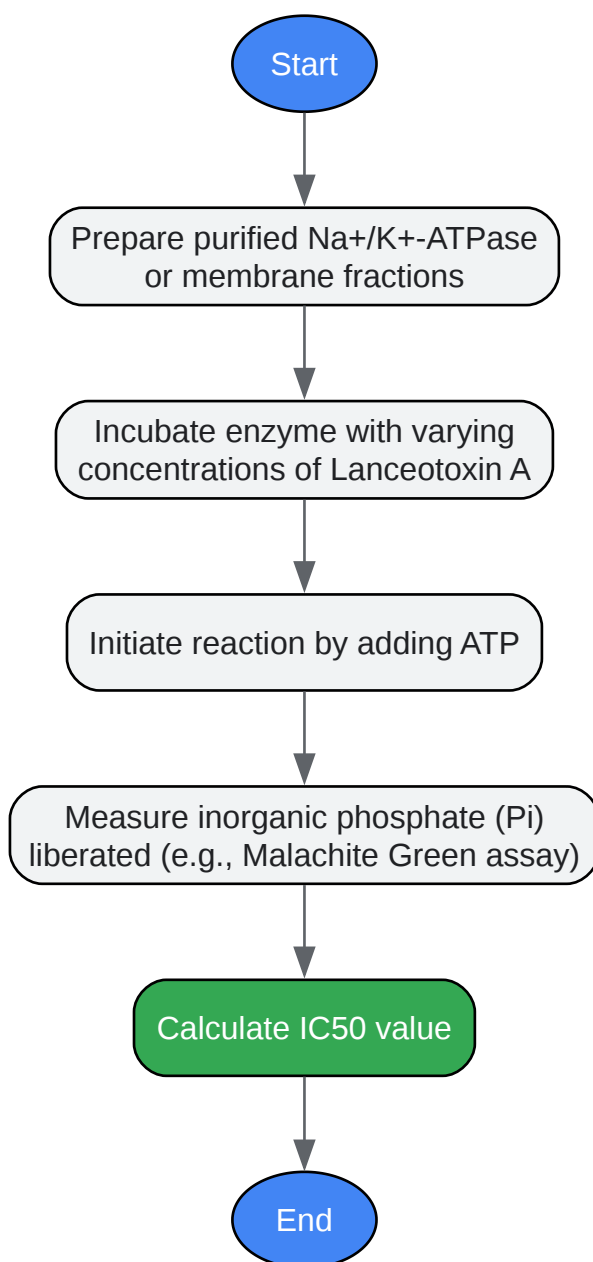 Start
Prepare purified Na+/K+-ATPase
or membrane fractions
Incubate enzyme with varying
concentrations of Lanceotoxin A
Initiate reaction by adding ATP
Measure inorganic phosphate (Pi)
liberated (e.g., Malachite Green assay)
Calculate IC50 value
End